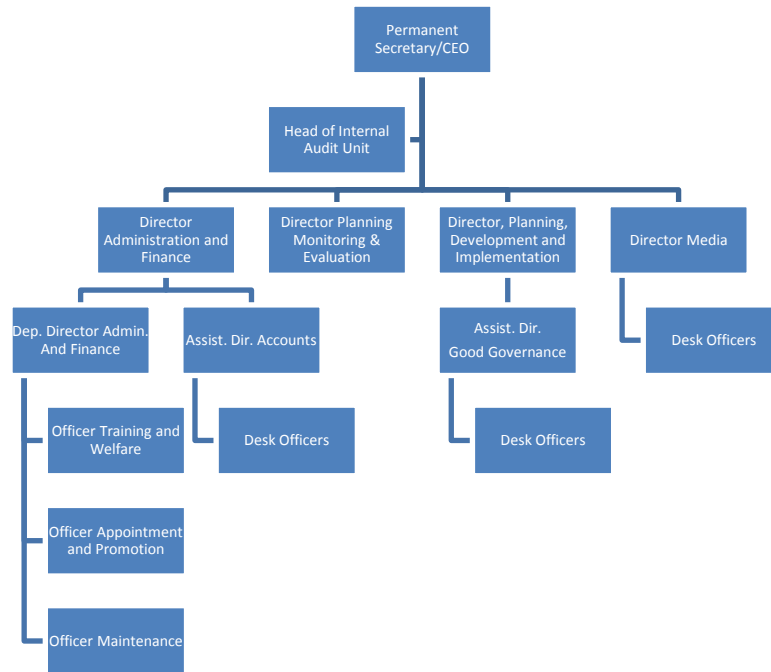 Permanent
Secretary/CEO
Head of Internal
Audit Unit
Director
Administration and
Finance
Director Planning
Monitoring &
Evaluation
Director, Planning,
Development and
Implementation
Director Media
Dep. Director Admin.
And Finance
Assist. Dir. Accounts
Assist. Dir.
Good Governance
Desk Officers
Officer Training and
Welfare
Desk Officers
Desk Officers
Officer Appointment
and Promotion
Officer Maintenance